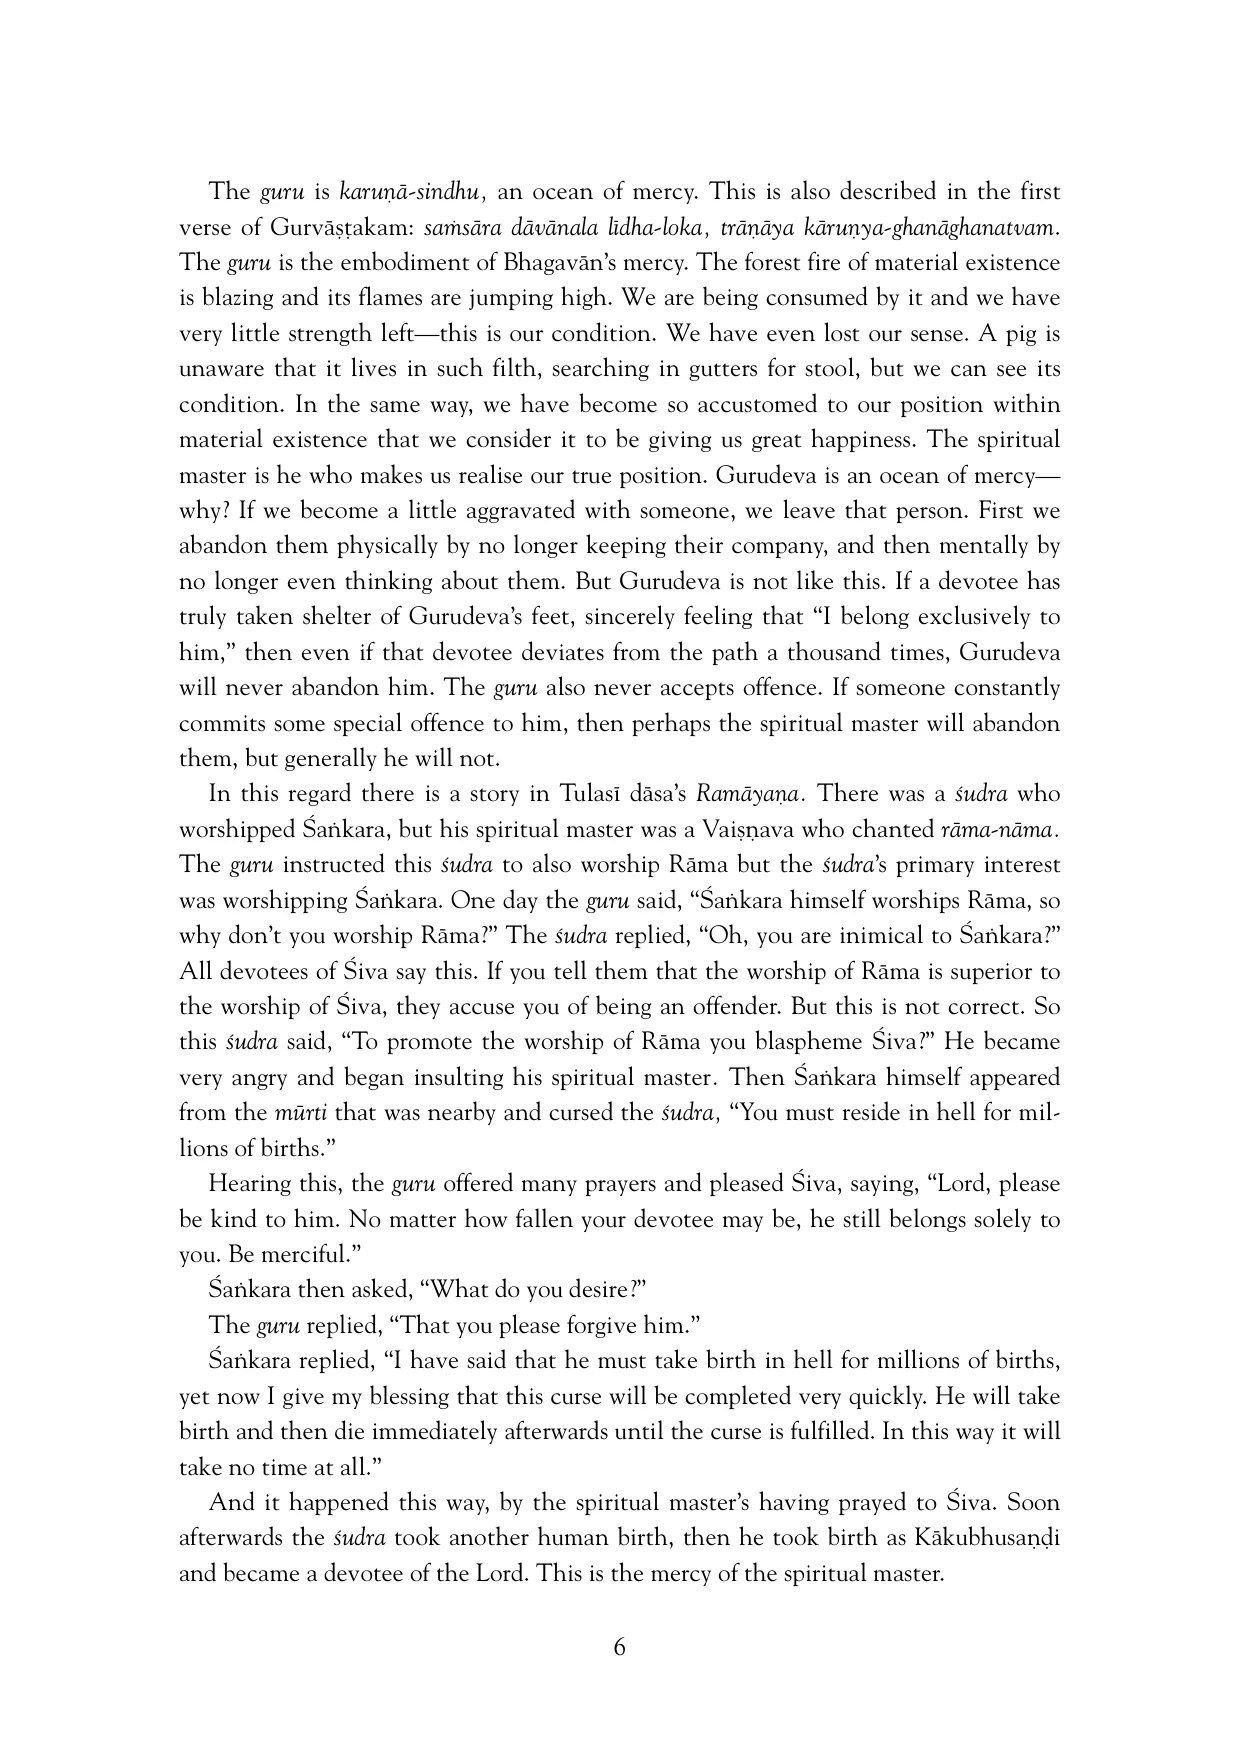 The guru is karuṇā-sindhu, an ocean of mercy. This is also described in the first
verse of Gurvāṣṭakam: saṁsāra dāvānala līdha-loka, trāṇāya kāruṇya-ghanāghanatvam.
The guru is the embodiment of Bhagavān’s mercy. The forest fire of material existence
is blazing and its flames are jumping high. We are being consumed by it and we have
very little strength left—this is our condition. We have even lost our sense. A pig is
unaware that it lives in such filth, searching in gutters for stool, but we can see its
condition. In the same way, we have become so accustomed to our position within
material existence that we consider it to be giving us great happiness. The spiritual
master is he who makes us realise our true position. Gurudeva is an ocean of mercy—
why? If we become a little aggravated with someone, we leave that person. First we
abandon them physically by no longer keeping their company, and then mentally by
no longer even thinking about them. But Gurudeva is not like this. If a devotee has
truly taken shelter of Gurudeva’s feet, sincerely feeling that “I belong exclusively to
him,” then even if that devotee deviates from the path a thousand times, Gurudeva
will never abandon him. The guru also never accepts offence. If someone constantly
commits some special offence to him, then perhaps the spiritual master will abandon
them, but generally he will not.
In this regard there is a story in Tulasī dāsa’s Ramāyaṇa. There was a śudra who
worshipped Śaṅkara, but his spiritual master was a Vaiṣṇava who chanted rāma-nāma.
The guru instructed this śudra to also worship Rāma but the śudra’s primary interest
was worshipping Śaṅkara. One day the guru said, “Śaṅkara himself worships Rāma, so
why don’t you worship Rāma?” The śudra replied, “Oh, you are inimical to Śaṅkara?”
All devotees of Śiva say this. If you tell them that the worship of Rāma is superior to
the worship of Śiva, they accuse you of being an offender. But this is not correct. So
this śudra said, “To promote the worship of Rāma you blaspheme Śiva?” He became
very angry and began insulting his spiritual master. Then Śaṅkara himself appeared
from the mūrti that was nearby and cursed the śudra, “You must reside in hell for mil-
lions of births.”
Hearing this, the guru offered many prayers and pleased Śiva, saying, “Lord, please
be kind to him. No matter how fallen your devotee may be, he still belongs solely to
you. Be merciful.”
Śaṅkara then asked, “What do you desire?”
The guru replied, “That you please forgive him.”
Śaṅkara replied, “I have said that he must take birth in hell for millions of births,
yet now I give my blessing that this curse will be completed very quickly. He will take
birth and then die immediately afterwards until the curse is fulfilled. In this way it will
take no time at all.”
And it happened this way, by the spiritual master’s having prayed to Śiva. Soon
afterwards the śudra took another human birth, then he took birth as Kākubhusaṇḍi
and became a devotee of the Lord. This is the mercy of the spiritual master.
6